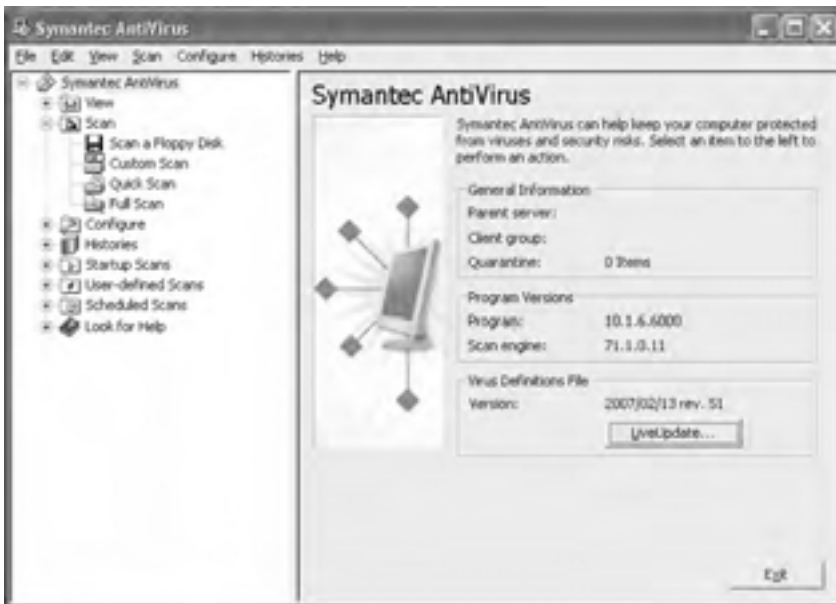 Symantec AntiVirus
File Edit View Scan Configure Histories Help
Symantec AntiVirus
View
Scan
Scan a Floppy Disk
Custom Scan
Quick Scan
Full Scan
Configure
Histories
Startup Scans
User-defined Scans
Scheduled Scans
Look for Help
Symantec AntiVirus
Symantec AntiVirus can help keep your computer protected
from viruses and security risks. Select an item to the left to
perform an action.
General Information
Parent server:
Client group:
Quarantine: 0 Items
Program Versions
Program: 10.1.6.6000
Scan engine: 71.1.0.11
Virus Definitions File
Version: 2007/02/13 rev. 51
LiveUpdate...
Exit